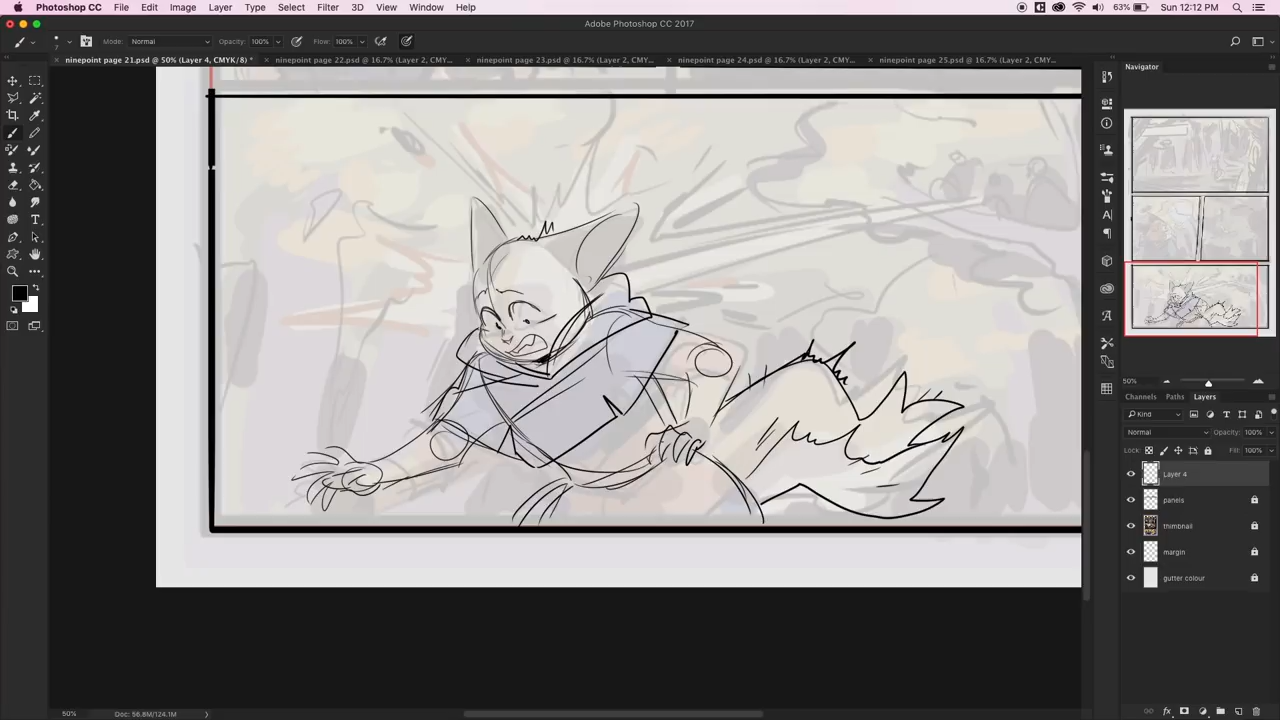 Photoshop CC File Edit Image Layer Type Select Filter 3D View Window Help 63% Sun 12:12 PM
Adobe Photoshop CC 2017
7 Mode: Normal Opacity: 100% Flow: 100%
ninepoint page 21.psd @ 50% (Layer 4, CMYK/8) * ninepoint page 22.psd @ 16.7% (Layer 2, CMY... ninepoint page 23.psd @ 16.7% (Layer 2, CMY... ninepoint page 24.psd @ 16.7% (Layer 2, CMY... ninepoint page 25.psd @ 16.7% (Layer 2, CMY...
Navigator
50%
Channels Paths Layers
Kind
Normal Opacity: 100%
Lock: Fill: 100%
Layer 4
panels
thimbnail
margin
gutter colour
50% Doc: 56.8M/124.1M